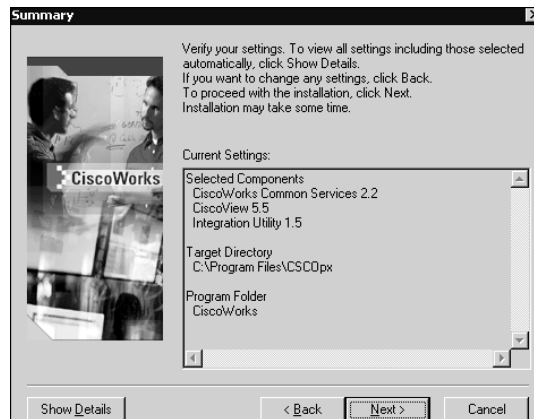 Summary
Verify your settings. To view all settings including those selected
automatically, click Show Details.
If you want to change any settings, click Back.
To proceed with the installation, click Next.
Installation may take some time.
Current Settings:
CiscoWorks
Selected Components
CiscoWorks Common Services 2.2
CiscoView 5.5
Integration Utility 1.5
Target Directory
C:\Program Files\CSCOpx
Program Folder
CiscoWorks
Show Details
< Back
Next >
Cancel